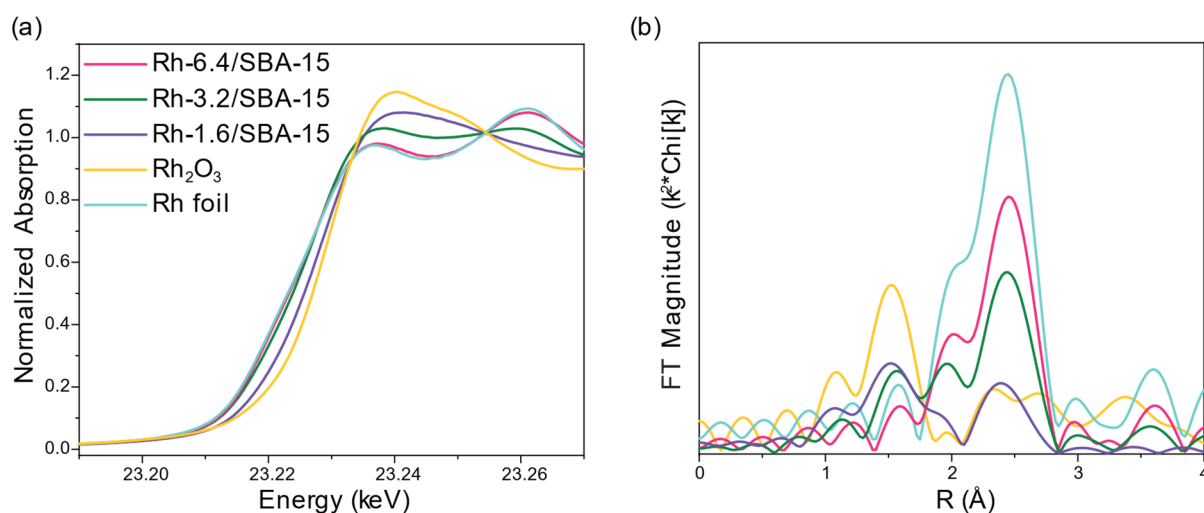 (a)
Normalized Absorption
1.2
1.0
0.8
0.6
0.4
0.2
0.0
Rh-6.4/SBA-15
Rh-3.2/SBA-15
Rh-1.6/SBA-15
Rh₂O₃
Rh foil
23.20 23.22 23.24 23.26
Energy (keV)
(b)
FT Magnitude (k²*Chi[k])
0 1 2 3 4
R (Å)